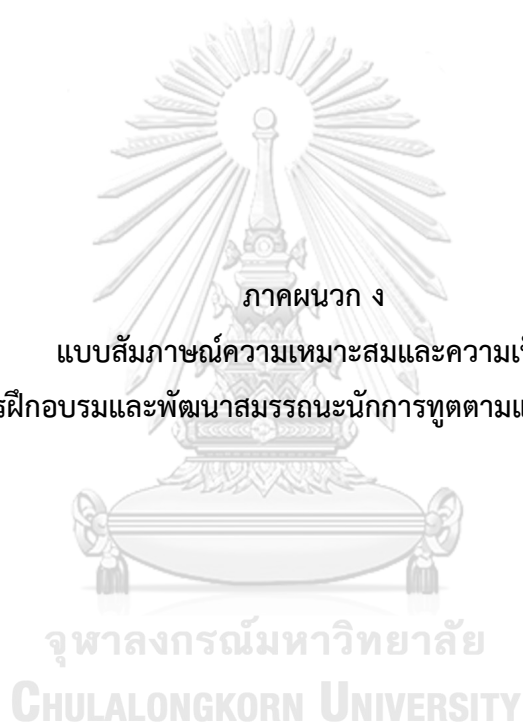 ภาคผนวก ง
แบบสัมภาษณ์ความเหมาะสมและความ
ฝึกอบรมและพัฒนาสมรรถนะนักการทูตตาม
จุฬาลงกรณ์มหาวิทยาลัย
CHULALONGKORN UNIVERSITY